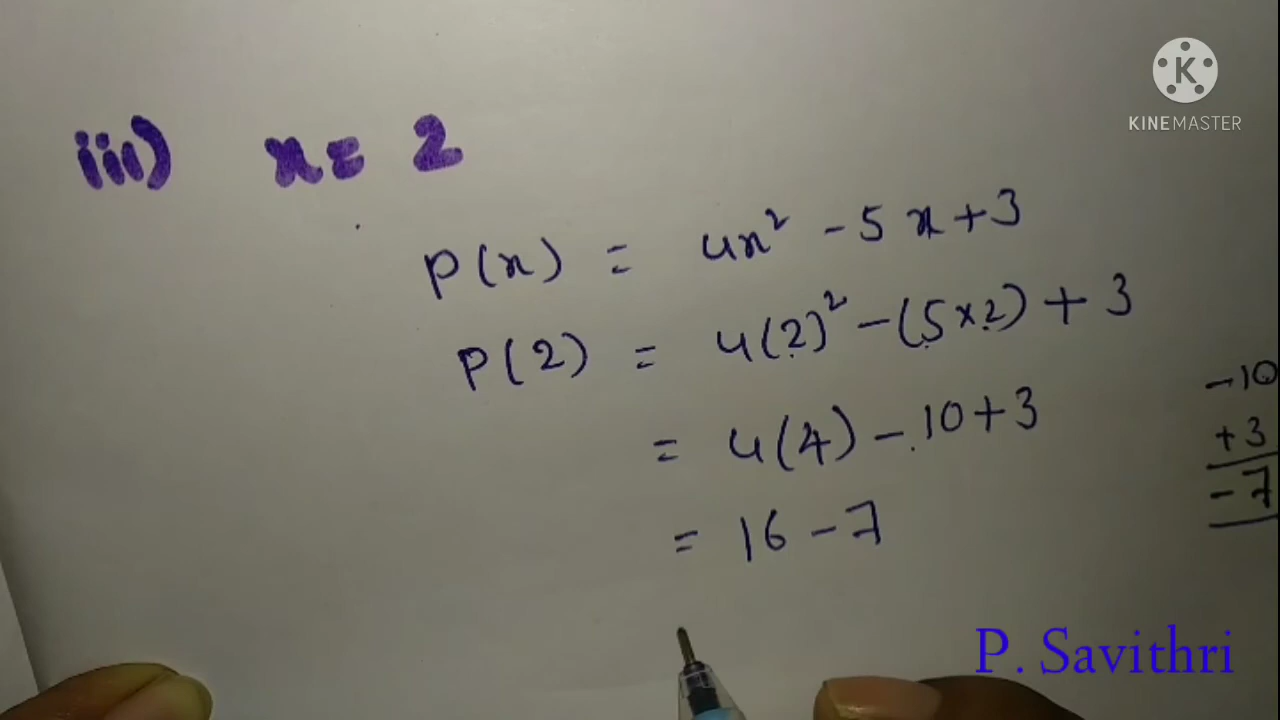 KINEMASTER
iii) x = 2
P(x) = 4x² - 5x + 3
P(2) = 4(2)² - (5×2) + 3
= 4(4) - 10 + 3
= 16 - 7
-10
+3
-7
P. Savithri